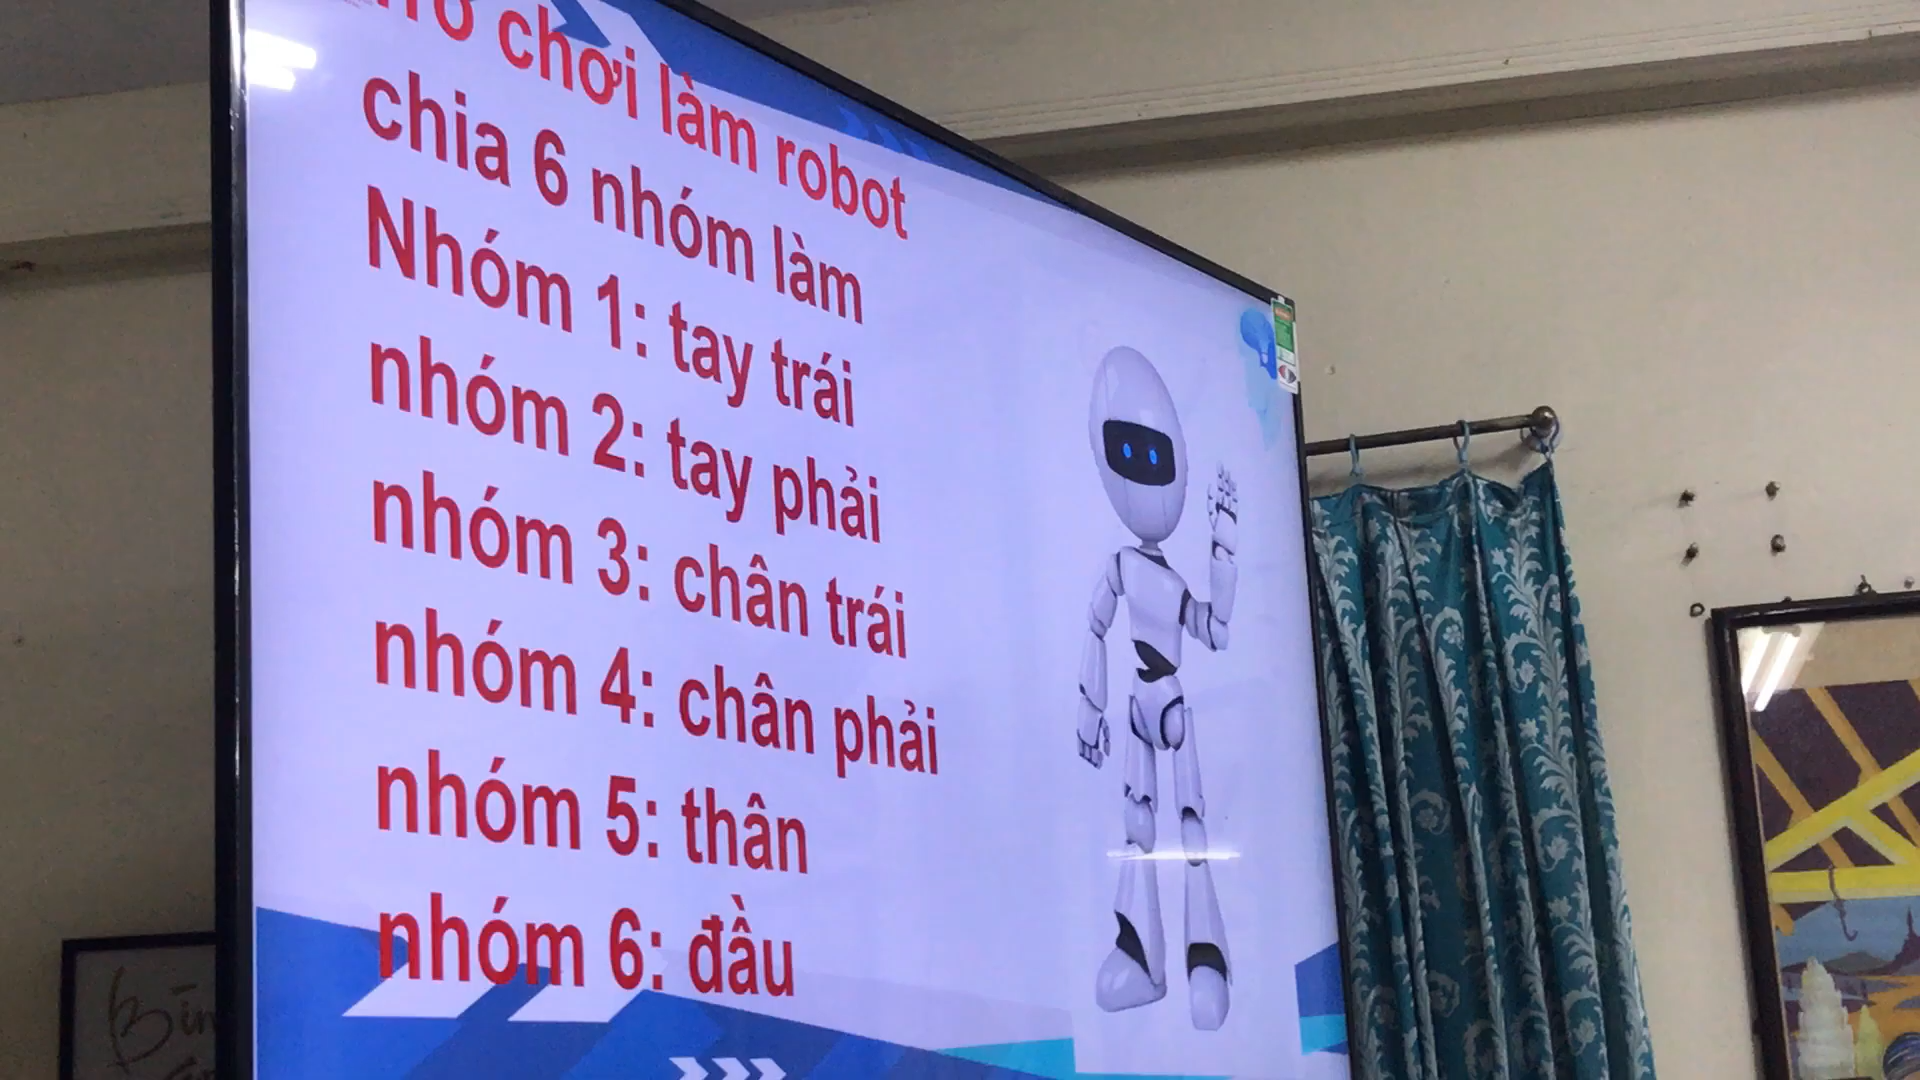 chơi làm robot
chia 6 nhóm làm
Nhóm 1: tay trái
nhóm 2: tay phải
nhóm 3: chân trái
nhóm 4: chân phải
nhóm 5: thân
nhóm 6: đầu